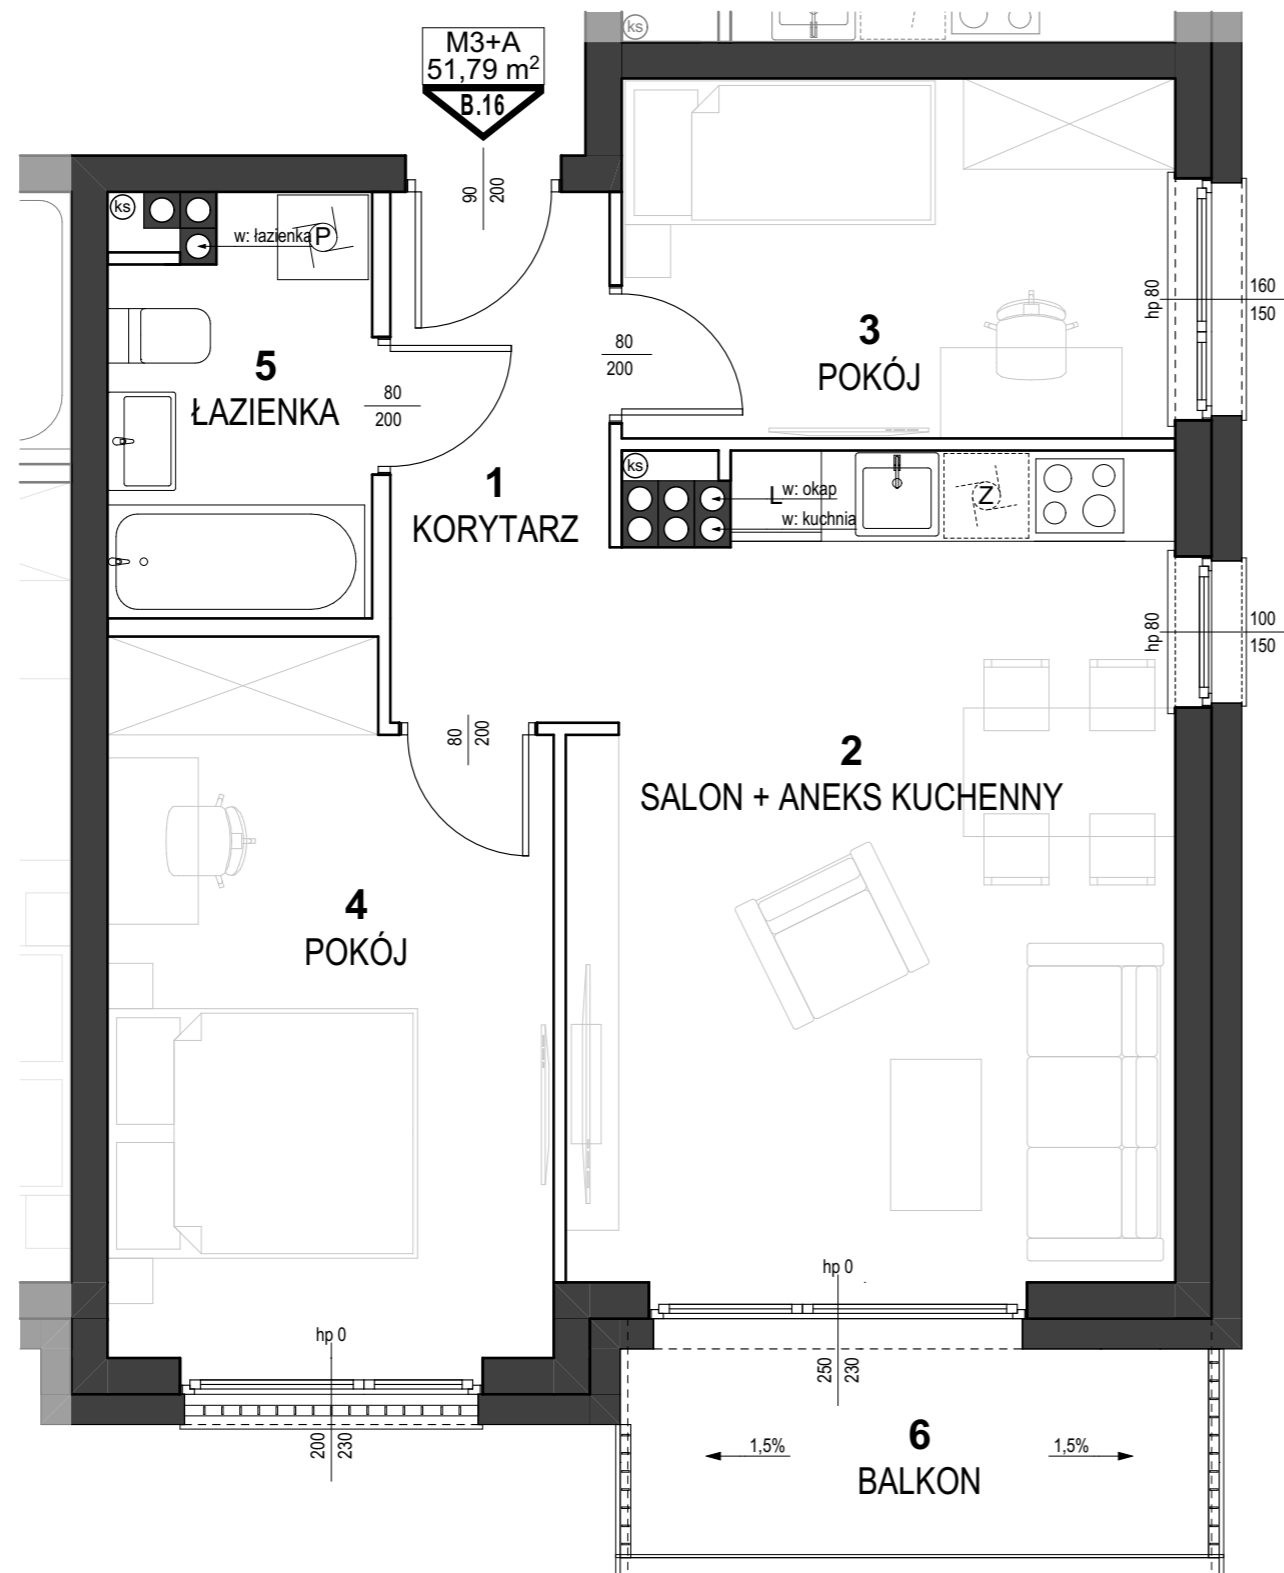 ks
M3+A
51,79 m²
B.16
90
200
ks
w: łazienka
P
hp 80
160
150
3
POKÓJ
80
200
5
ŁAZIENKA
80
200
1
KORYTARZ
ks
L
w: okap
w: kuchnia
Z
hp 80
100
150
80
200
2
SALON + ANEKS KUCHENNY
4
POKÓJ
hp 0
250
230
hp 0
200
230
6
BALKON
1,5%
1,5%